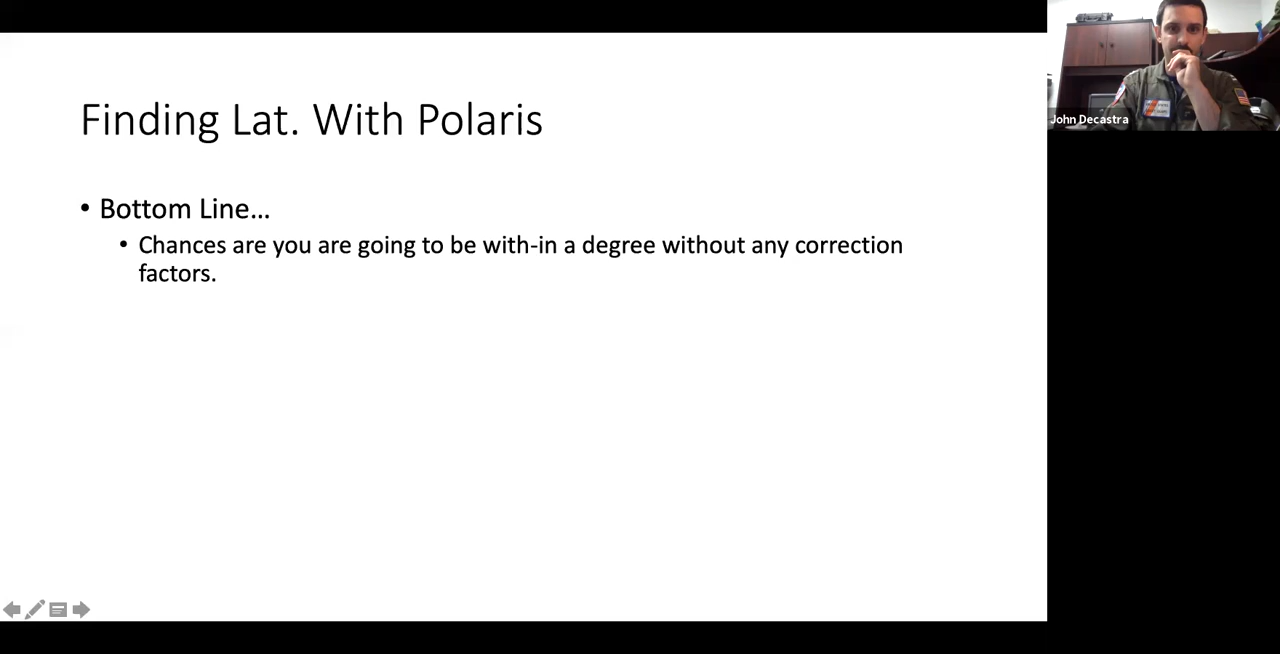 Finding Lat. With Polaris
• Bottom Line…
• Chances are you are going to be with-in a degree without any correction
factors.
John Decastra